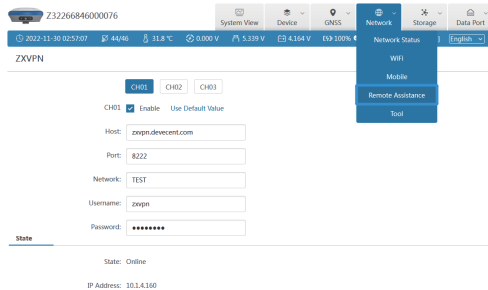 Z32266846000076
System View
Device
GNSS
Network
Storage
Data Port
2022-11-30 02:57:07 44/46 31.8 ℃ 0.000 V 5.339 V 4.164 V 100% English
Network Status
WIFI
Mobile
Remote Assistance
Tool
ZXVPN
CH01 CH02 CH03
CH01 Enable Use Default Value
Host: zxvpn.devecent.com
Port: 8222
Network: TEST
Username: zxvpn
Password: ••••••••
State
State: Online
IP Address: 10.1.4.160